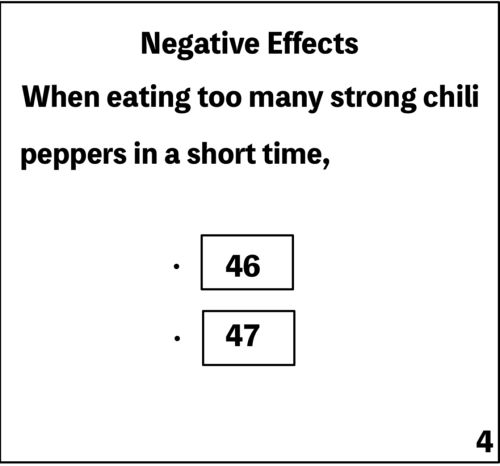 Negative Effects
When eating too many strong chili
peppers in a short time,
· 46
· 47
4